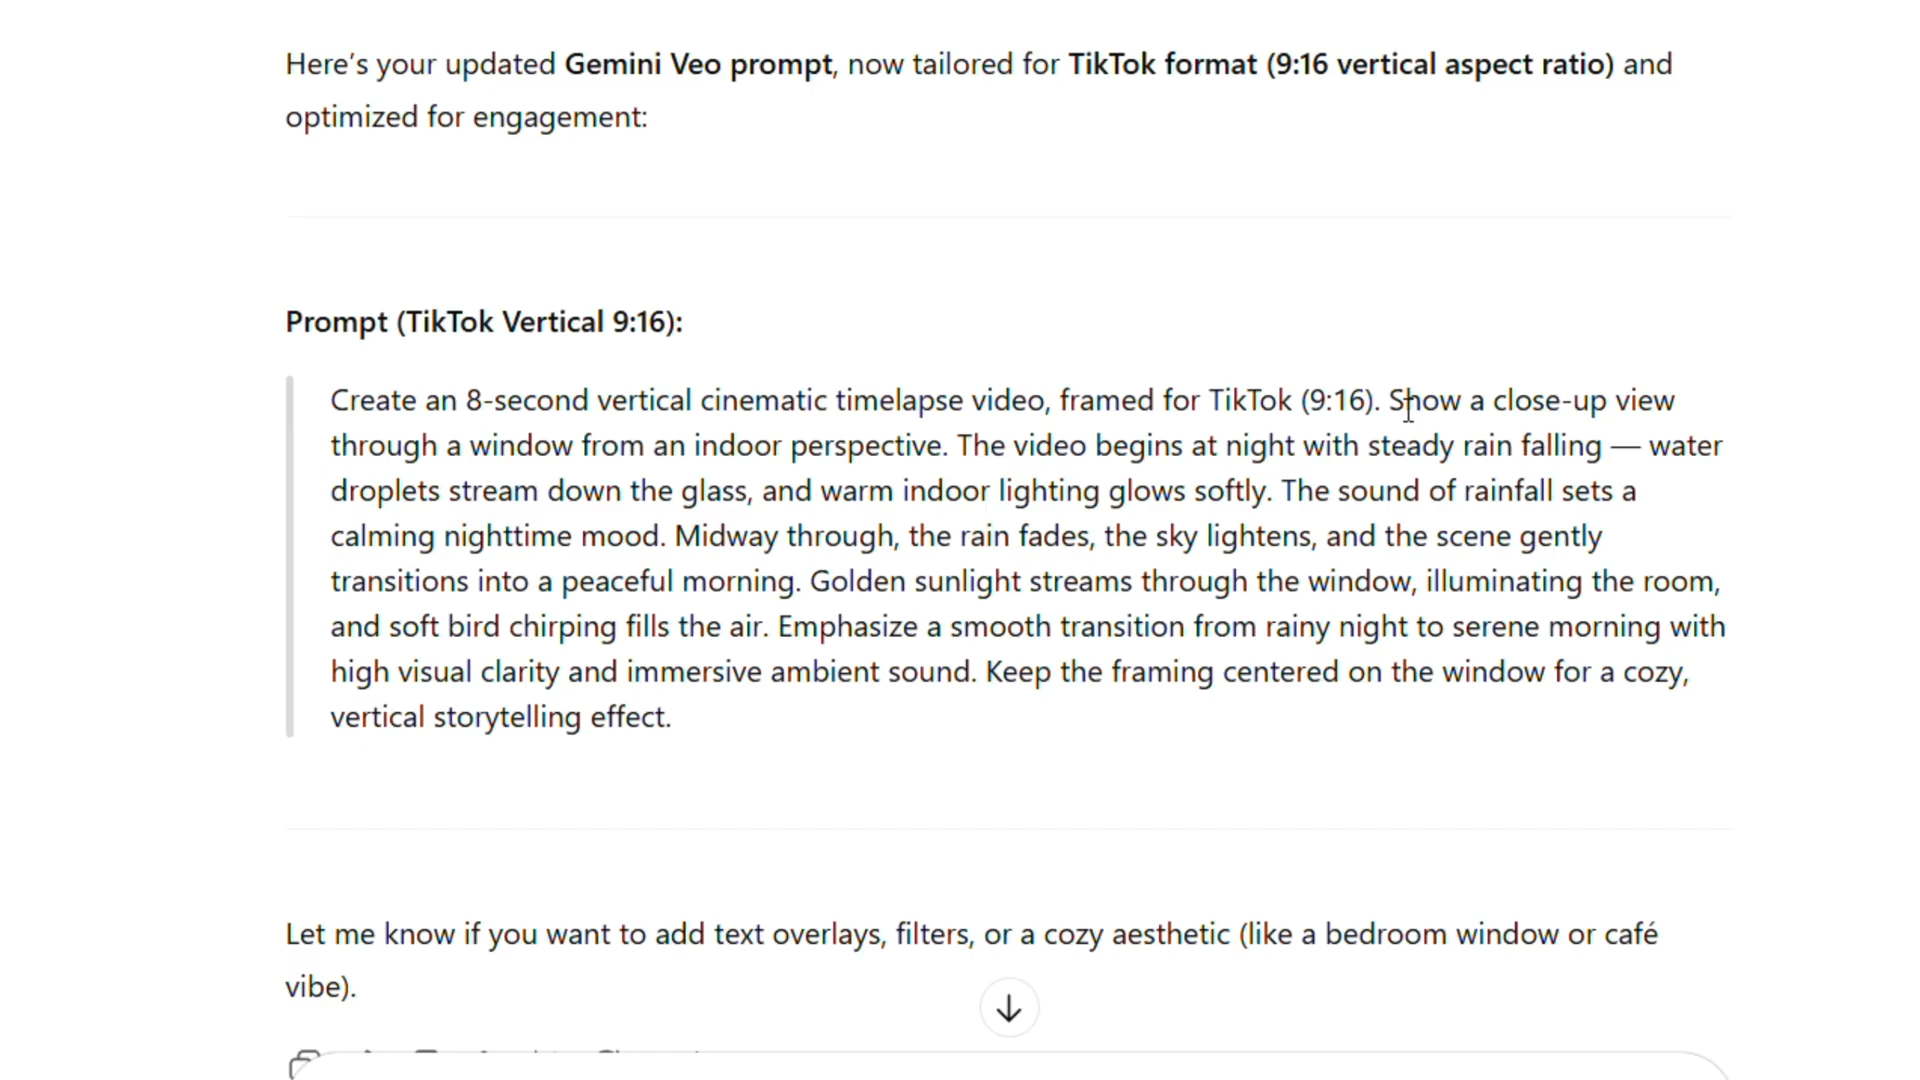 Here's your updated Gemini Veo prompt, now tailored for TikTok format (9:16 vertical aspect ratio) and
optimized for engagement:
Prompt (TikTok Vertical 9:16):
Create an 8-second vertical cinematic timelapse video, framed for TikTok (9:16). Show a close-up view
through a window from an indoor perspective. The video begins at night with steady rain falling — water
droplets stream down the glass, and warm indoor lighting glows softly. The sound of rainfall sets a
calming nighttime mood. Midway through, the rain fades, the sky lightens, and the scene gently
transitions into a peaceful morning. Golden sunlight streams through the window, illuminating the room,
and soft bird chirping fills the air. Emphasize a smooth transition from rainy night to serene morning with
high visual clarity and immersive ambient sound. Keep the framing centered on the window for a cozy,
vertical storytelling effect.
Let me know if you want to add text overlays, filters, or a cozy aesthetic (like a bedroom window or café
vibe).